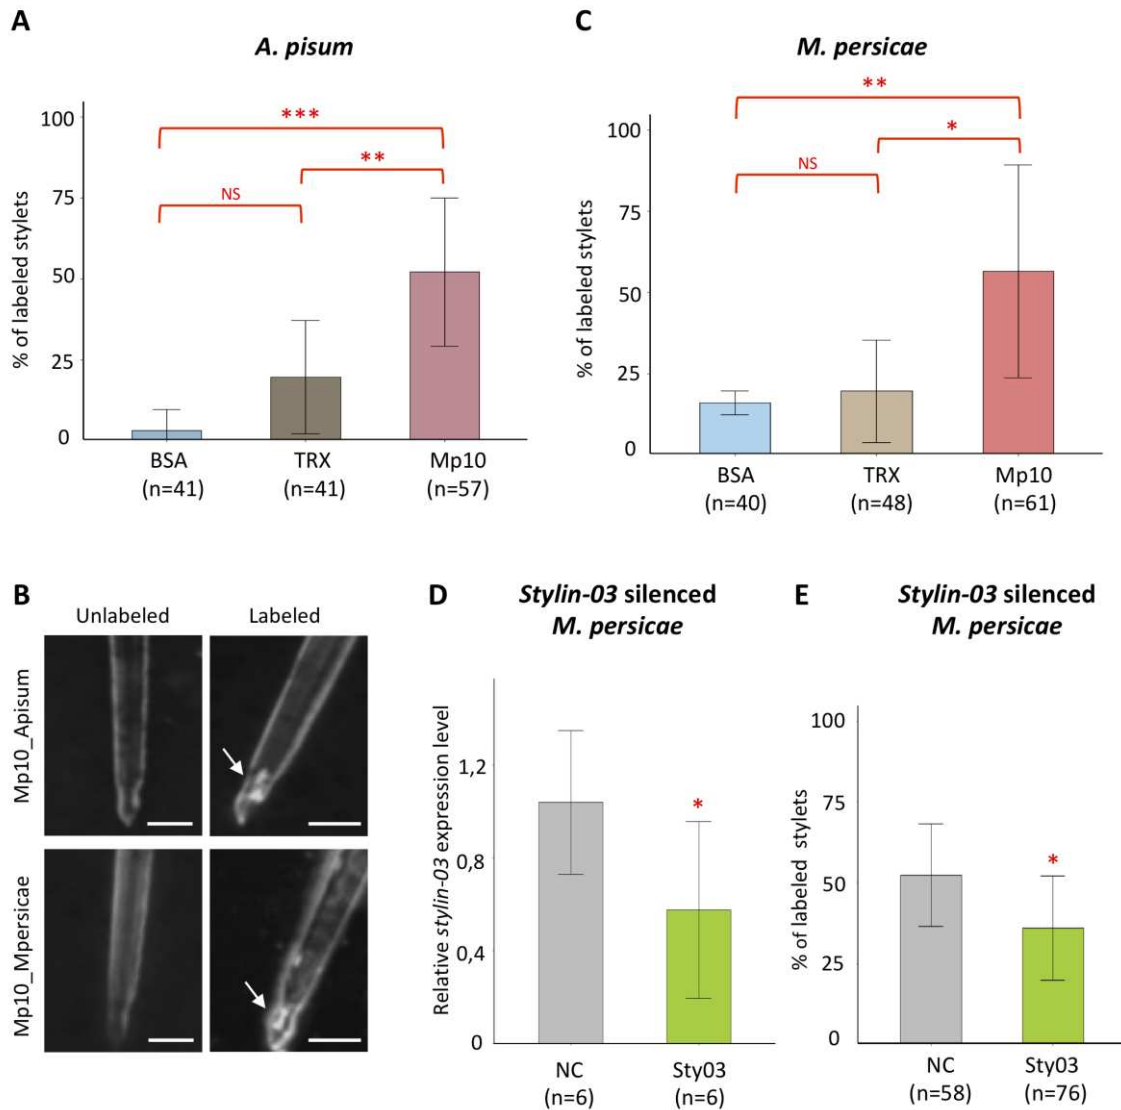 A
A. pisum
% of labeled stylets
100
75
50
25
0
***
**
NS
BSA
(n=41)
TRX
(n=41)
Mp10
(n=57)
C
M. persicae
% of labeled stylets
100
75
50
25
0
**
*
NS
BSA
(n=40)
TRX
(n=48)
Mp10
(n=61)
B
Unlabeled
Labeled
Mp10_Apisum
Mp10_Mpersicae
D
Stylin-03 silenced
M. persicae
Relative stylin-03 expression level
1,2
0,8
0,4
0
*
NC
(n=6)
Sty03
(n=6)
E
Stylin-03 silenced
M. persicae
% of labeled stylets
100
75
50
25
0
*
NC
(n=58)
Sty03
(n=76)